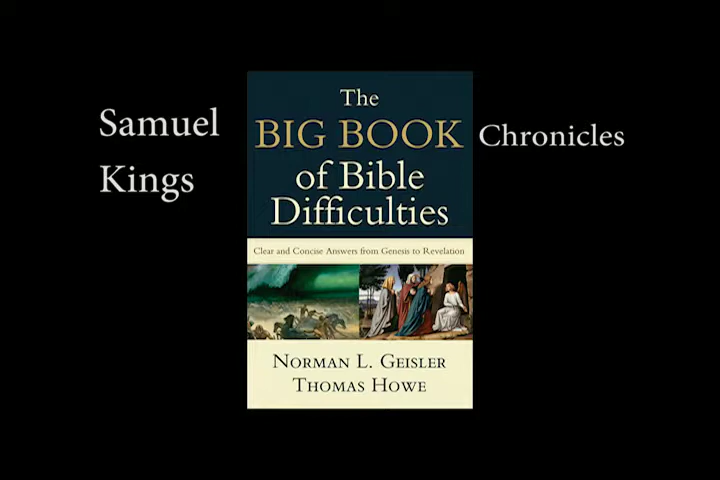 Samuel
Kings
The
BIG BOOK
of Bible
Difficulties
Clear and Concise Answers from Genesis to Revelation
NORMAN L. GEISLER
THOMAS HOWE
Chronicles